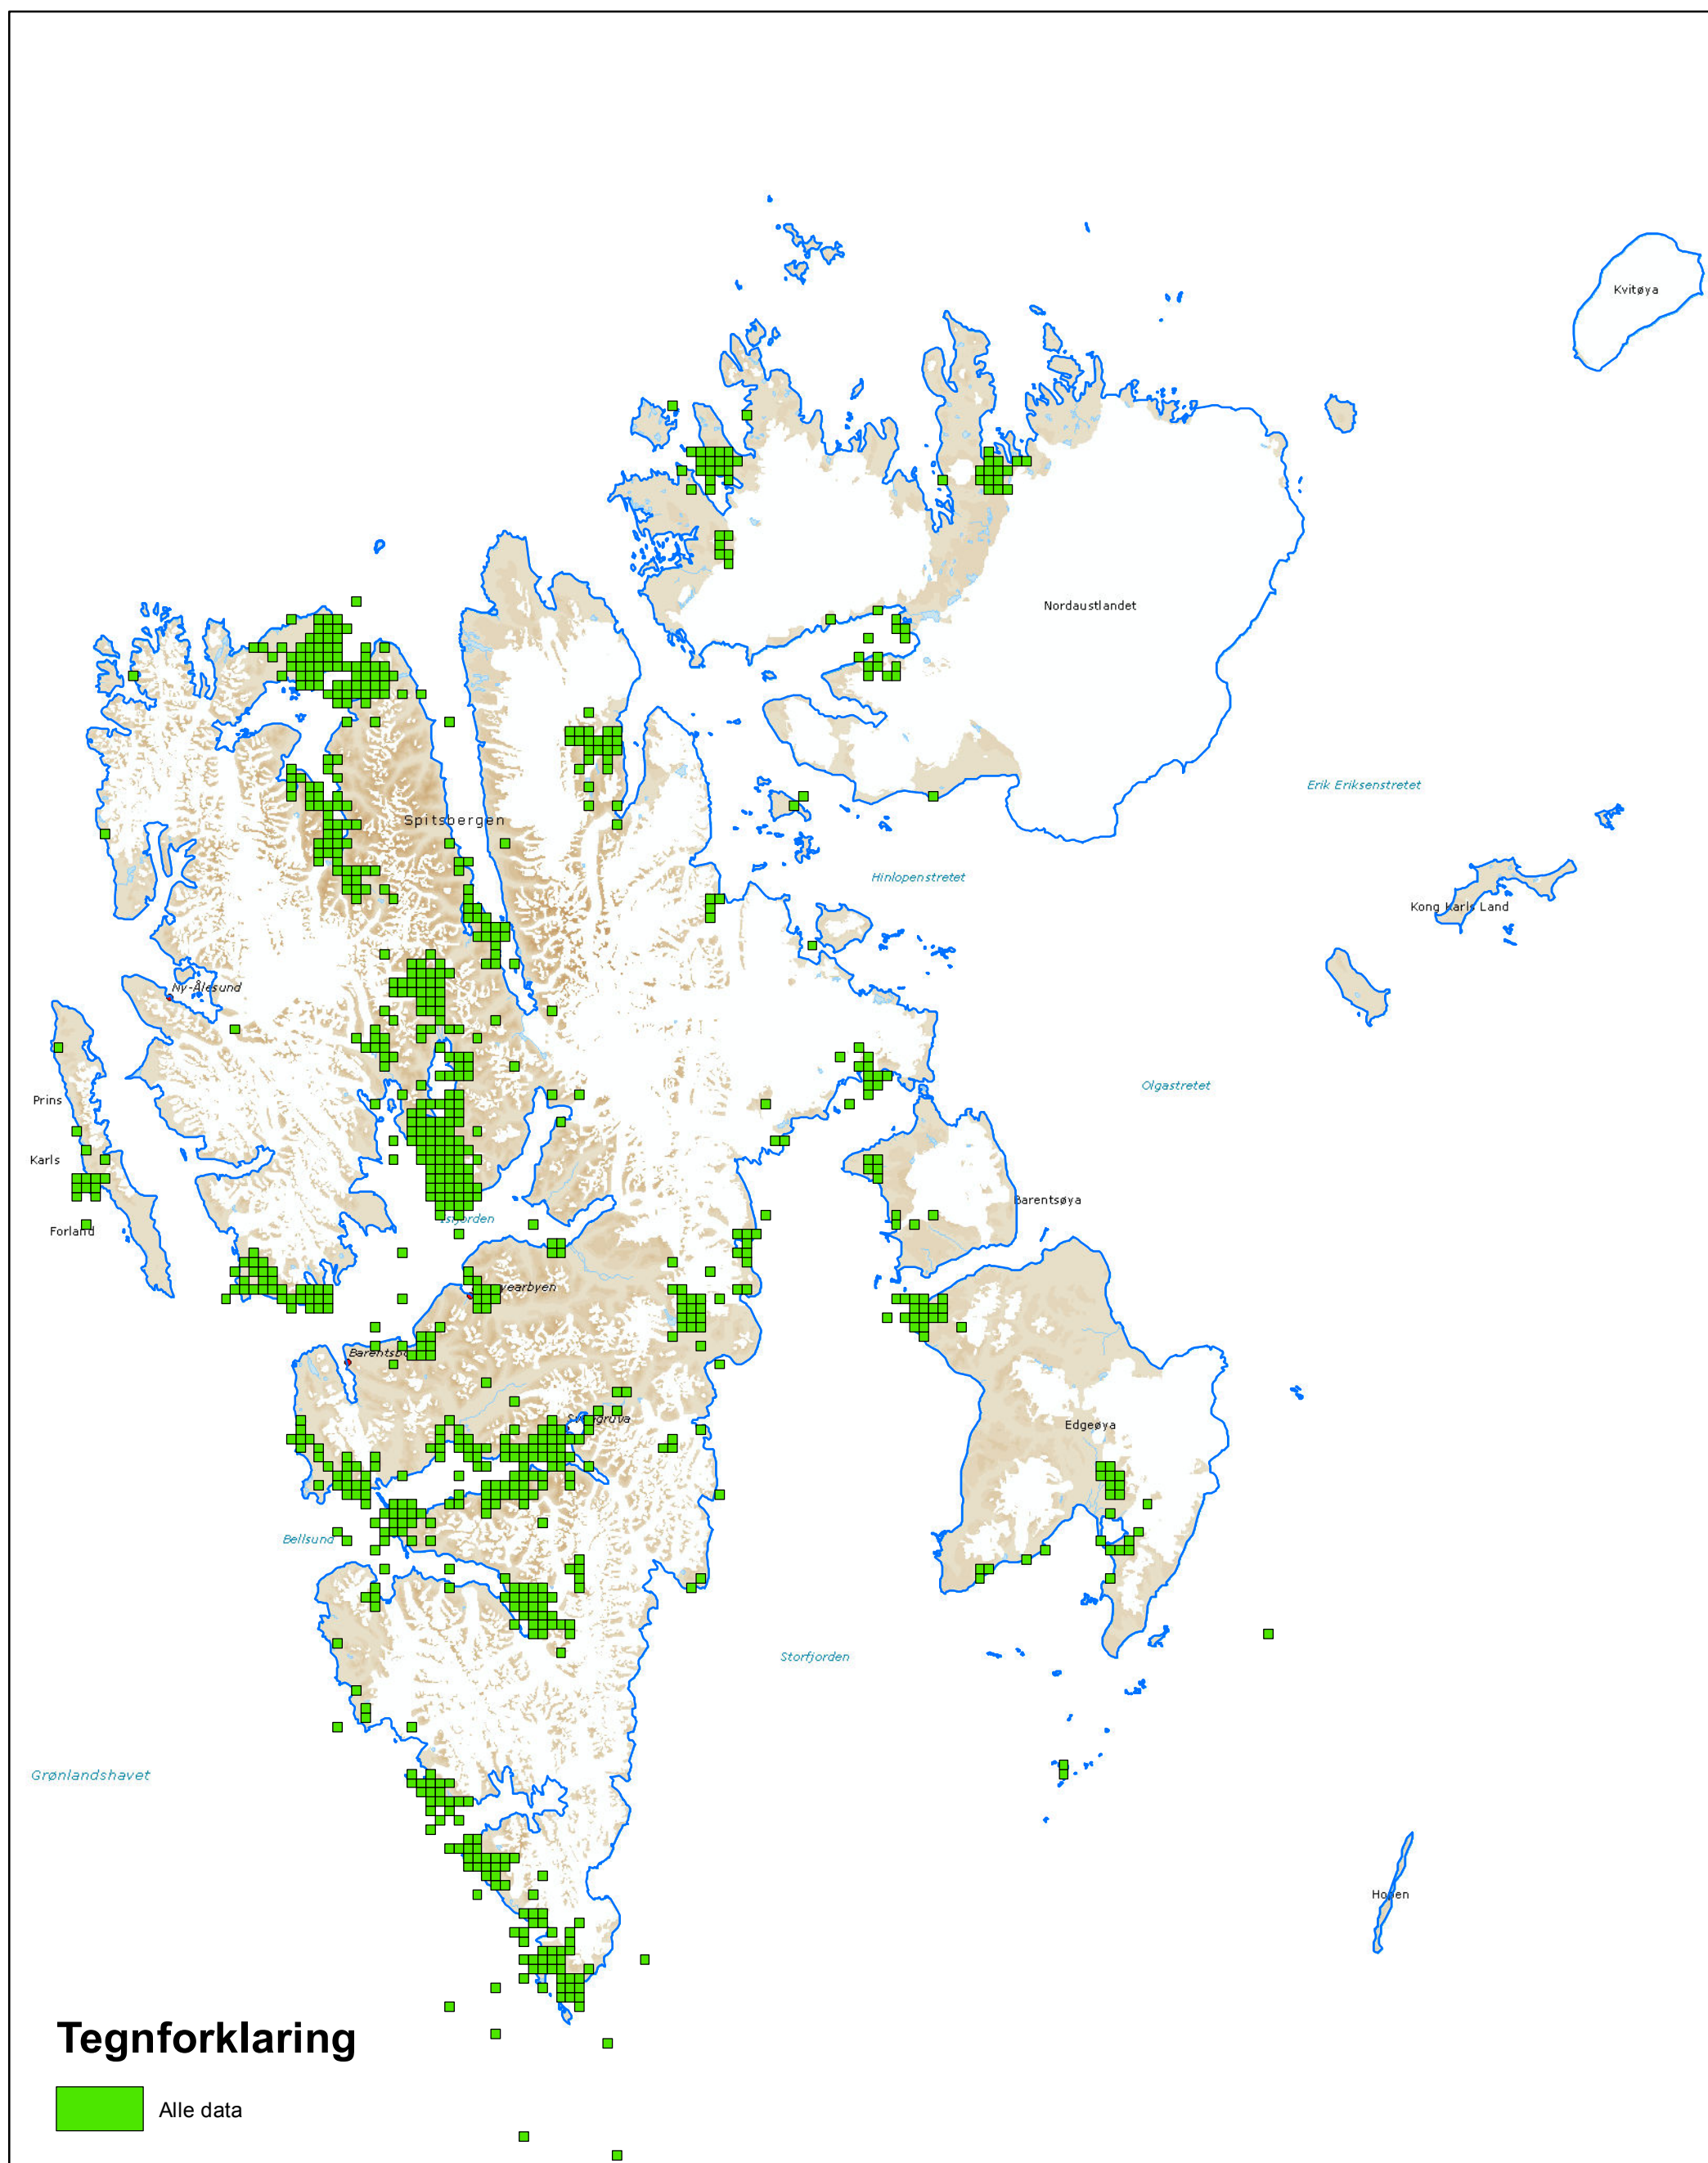 Kvitøya
Nordaustlandet
Erik Eriksenstretet
Spitsbergen
Hinlopenstretet
Kong Karls Land
Ny-Ålesund
Olgastretet
Prins
Karls
Forland
Barentsøya
Edgeøya
Bellsund
Storfjorden
Grønlandshavet
Hopen
Tegnforklaring
Alle data